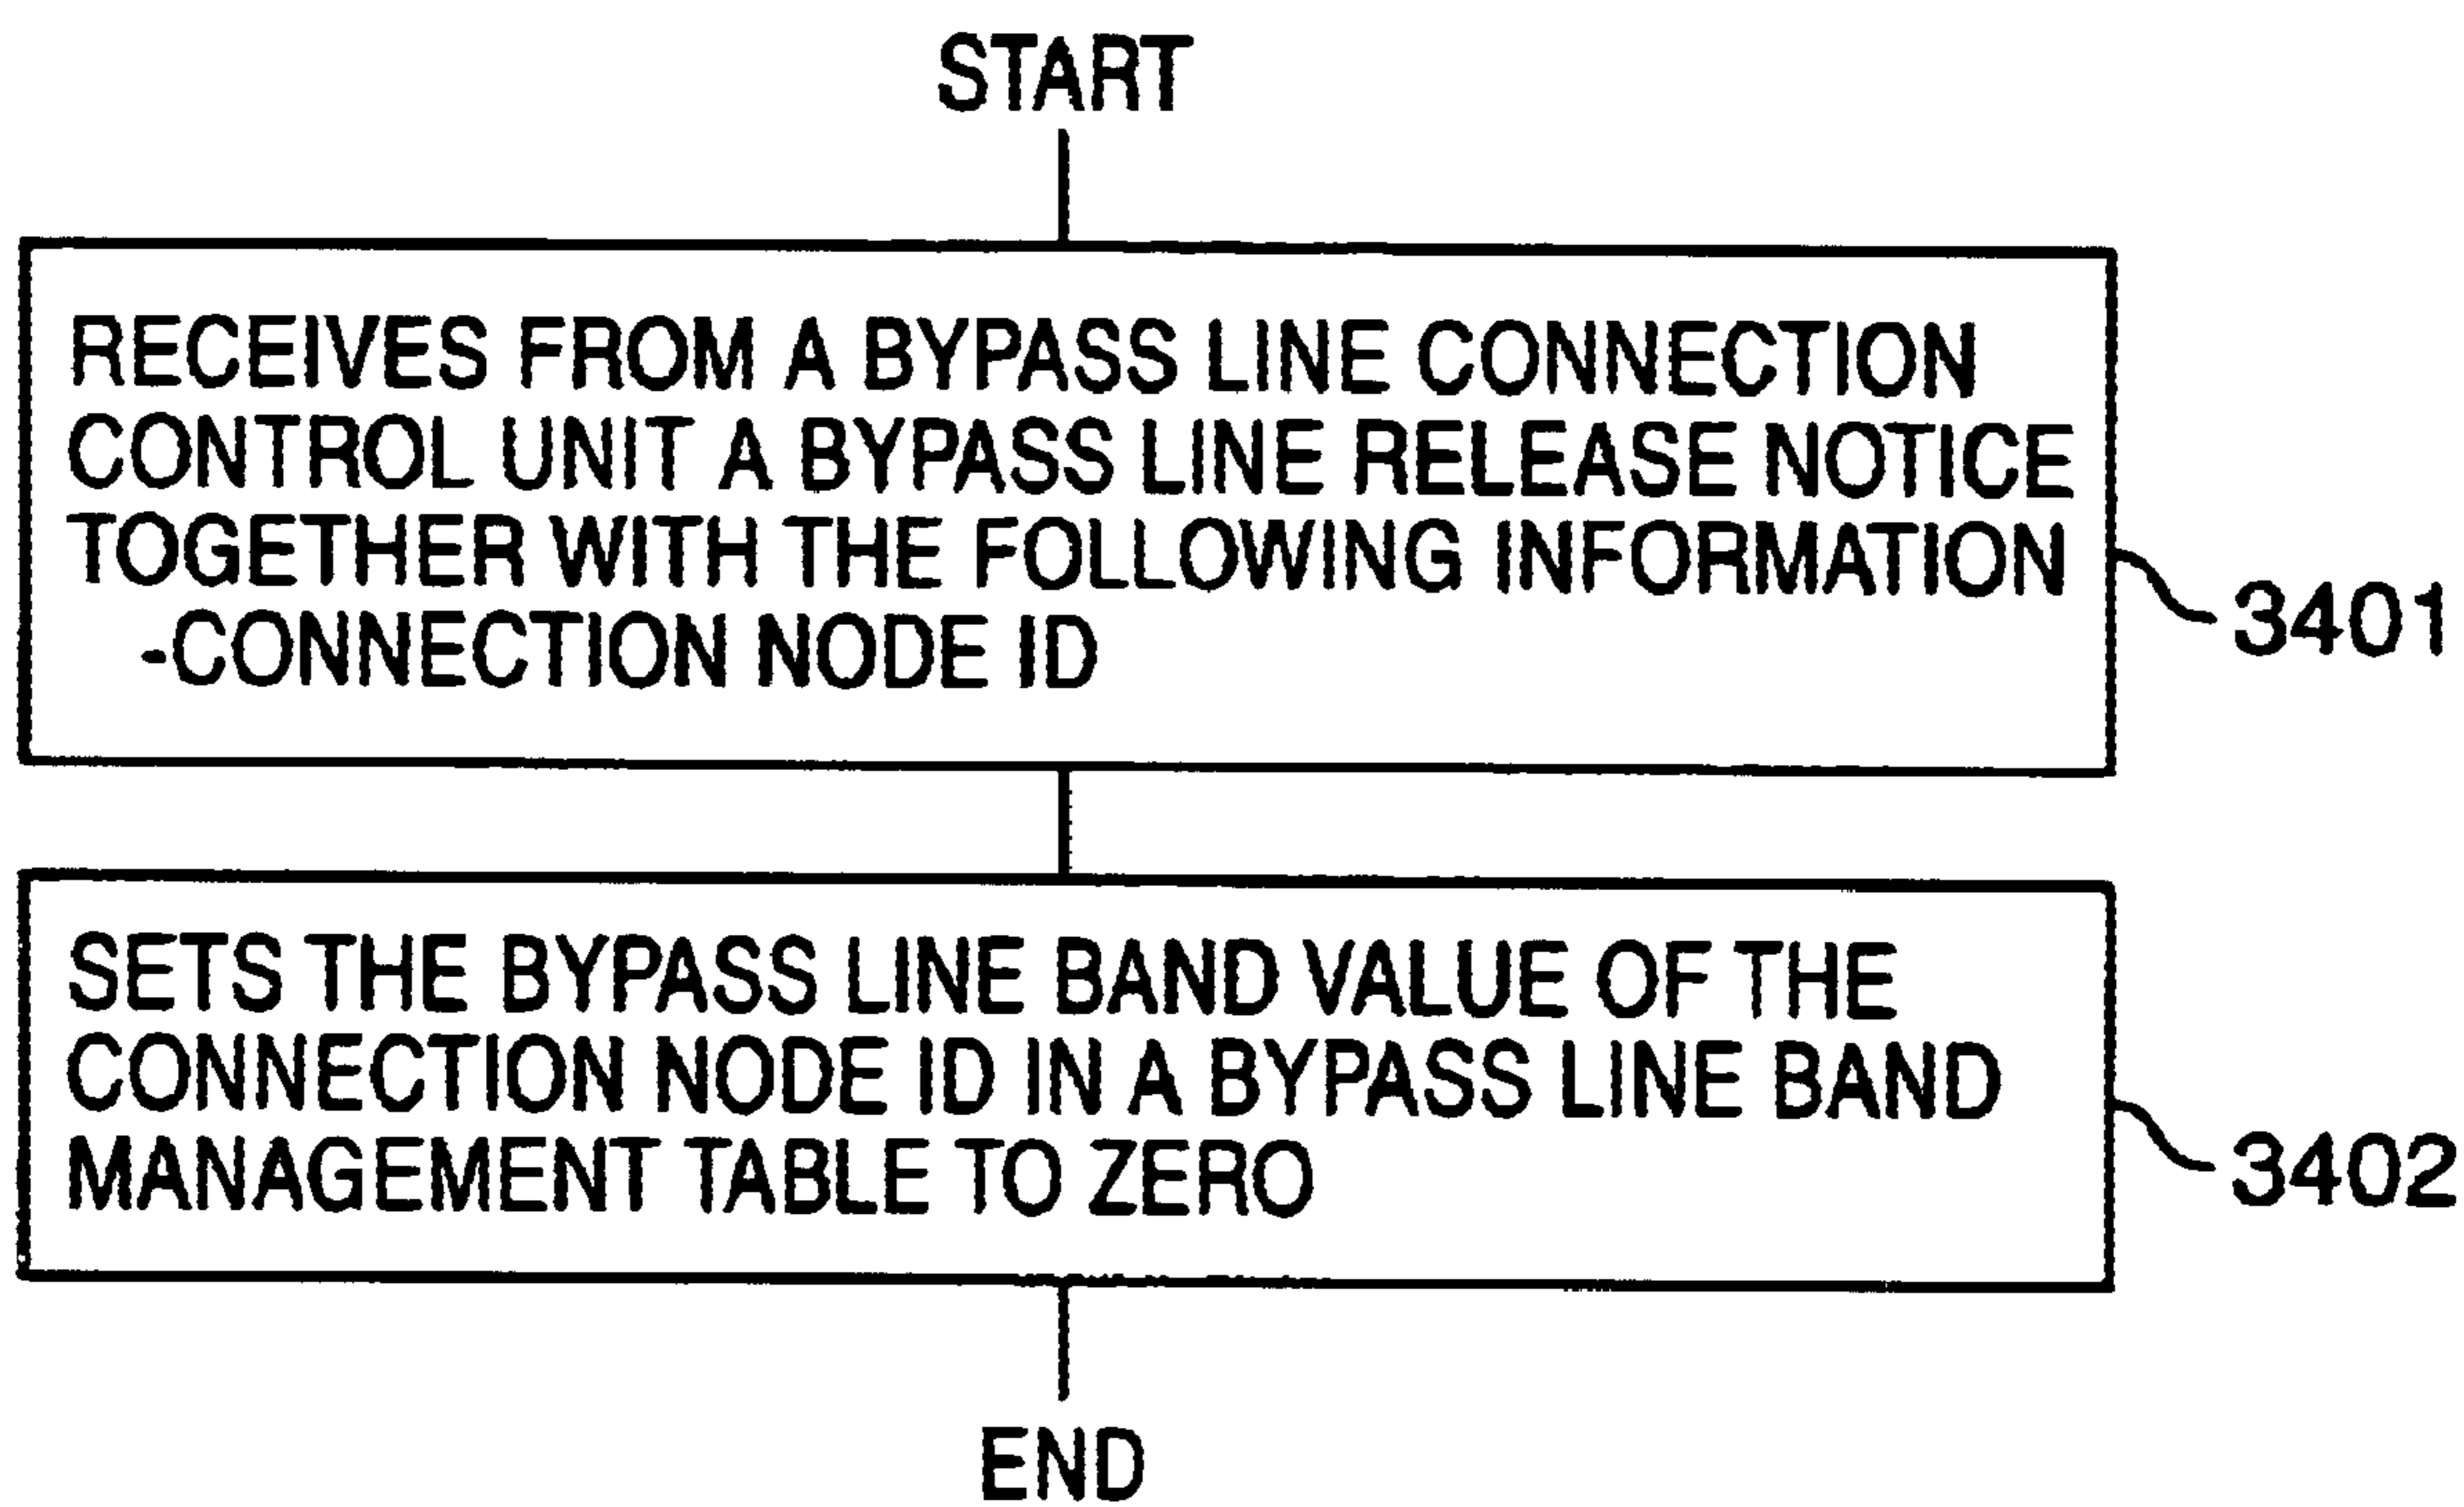 START
RECEIVES FROM A BYPASS LINE CONNECTION
CONTROL UNIT A BYPASS LINE RELEASE NOTICE
TOGETHER WITH THE FOLLOWING INFORMATION
-CONNECTION NODE ID
3401
SETS THE BYPASS LINE BAND VALUE OF THE
CONNECTION NODE ID IN A BYPASS LINE BAND
MANAGEMENT TABLE TO ZERO
3402
END